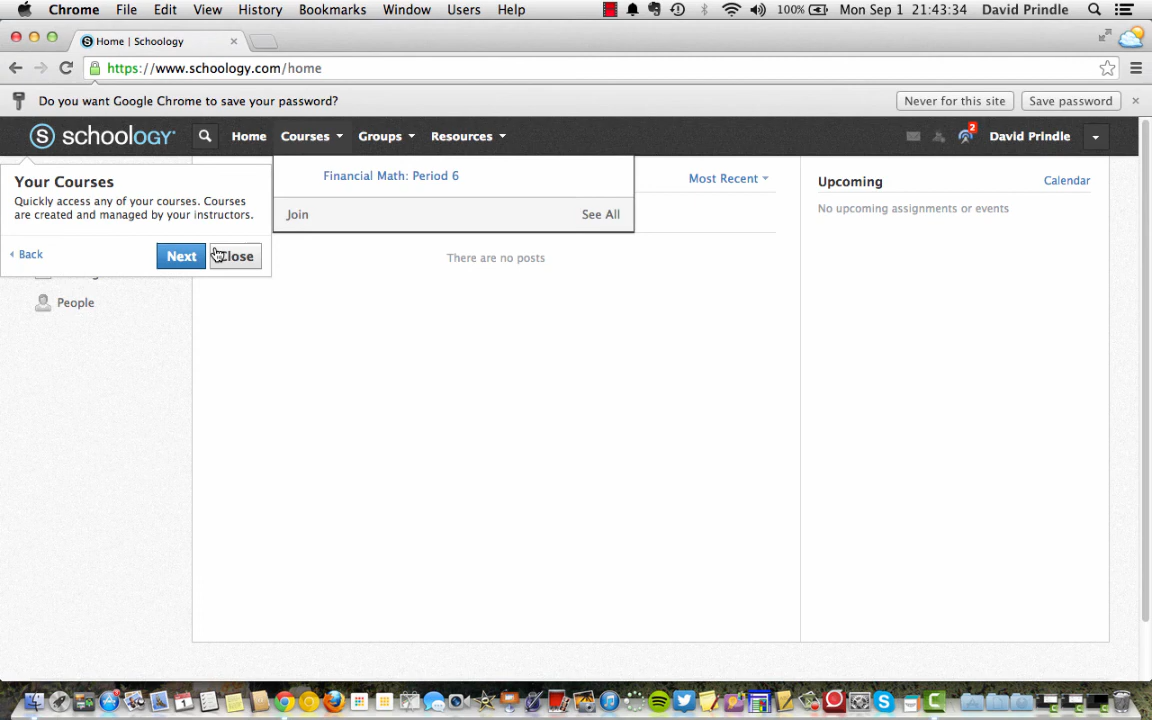 Chrome File Edit View History Bookmarks Window Users Help 100% Mon Sep 1 21:43:34 David Prindle
Home | Schoology
https://www.schoology.com/home
Do you want Google Chrome to save your password? Never for this site Save password
S schoology Home Courses Groups Resources 2 David Prindle
Your Courses
Quickly access any of your courses. Courses
are created and managed by your instructors.
Back Next Close
People
Financial Math: Period 6
Join See All
Most Recent
There are no posts
Upcoming Calendar
No upcoming assignments or events